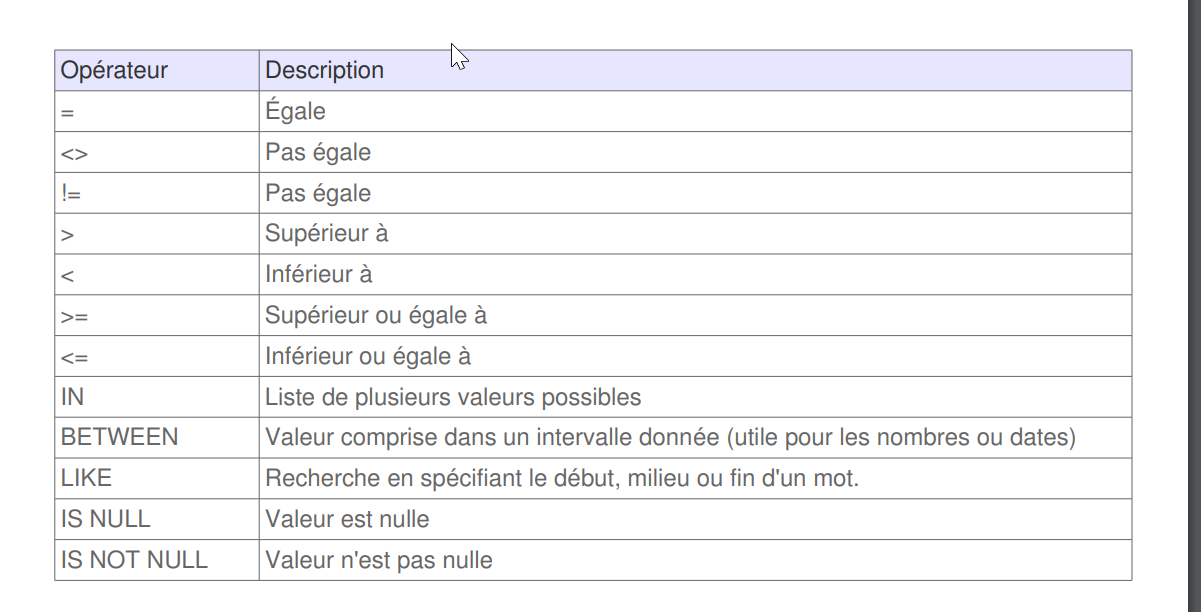 Opérateur Description
= Égale
<> Pas égale
!= Pas égale
> Supérieur à
< Inférieur à
>= Supérieur ou égale à
<= Inférieur ou égale à
IN Liste de plusieurs valeurs possibles
BETWEEN Valeur comprise dans un intervalle donnée (utile pour les nombres ou dates)
LIKE Recherche en spécifiant le début, milieu ou fin d'un mot.
IS NULL Valeur est nulle
IS NOT NULL Valeur n'est pas nulle